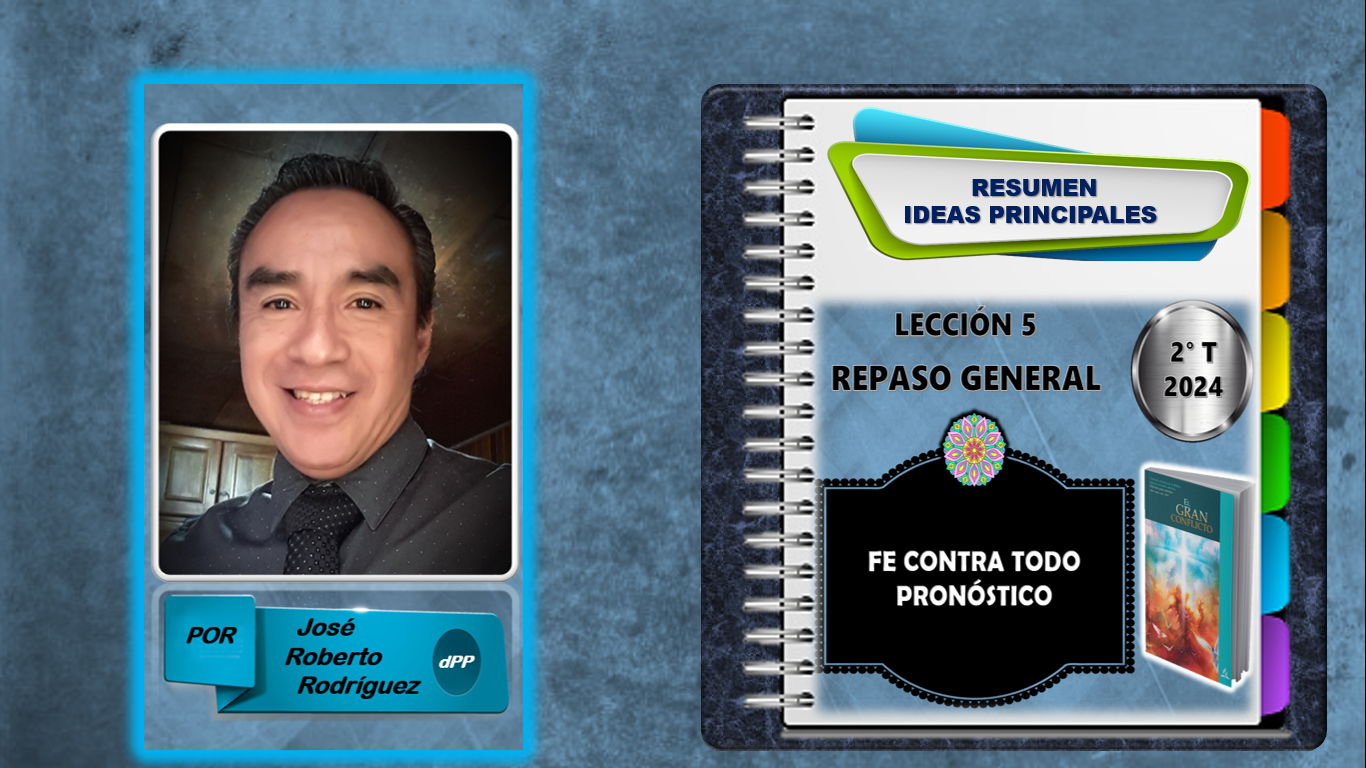 POR
José
Roberto
Rodríguez
dPP
RESUMEN
IDEAS PRINCIPALES
LECCIÓN 5
REPASO GENERAL
2° T
2024
FE CONTRA TODO
PRONÓSTICO
EL
GRAN
CONFLICTO